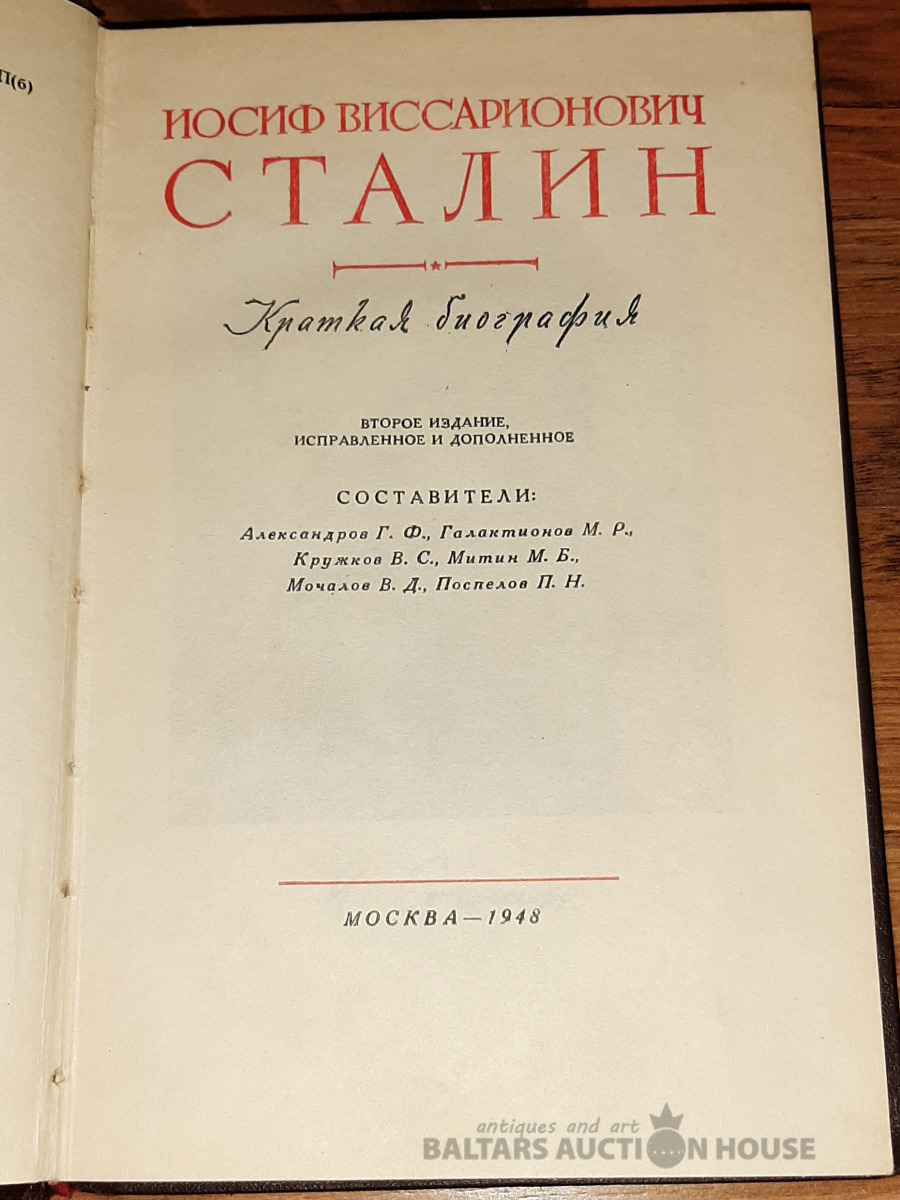 П(б)
ИОСИФ ВИССАРИОНОВИЧ
СТАЛИН
Краткая биография
ВТОРОЕ ИЗДАНИЕ,
ИСПРАВЛЕННОЕ И ДОПОЛНЕННОЕ
СОСТАВИТЕЛИ:
Александров Г. Ф., Галактионов М. Р.,
Кружков В. С., Митин М. Б.,
Мочалов В. Д., Поспелов П. Н.
МОСКВА—1948
antiques and art
BALTARS AUCTION HOUSE